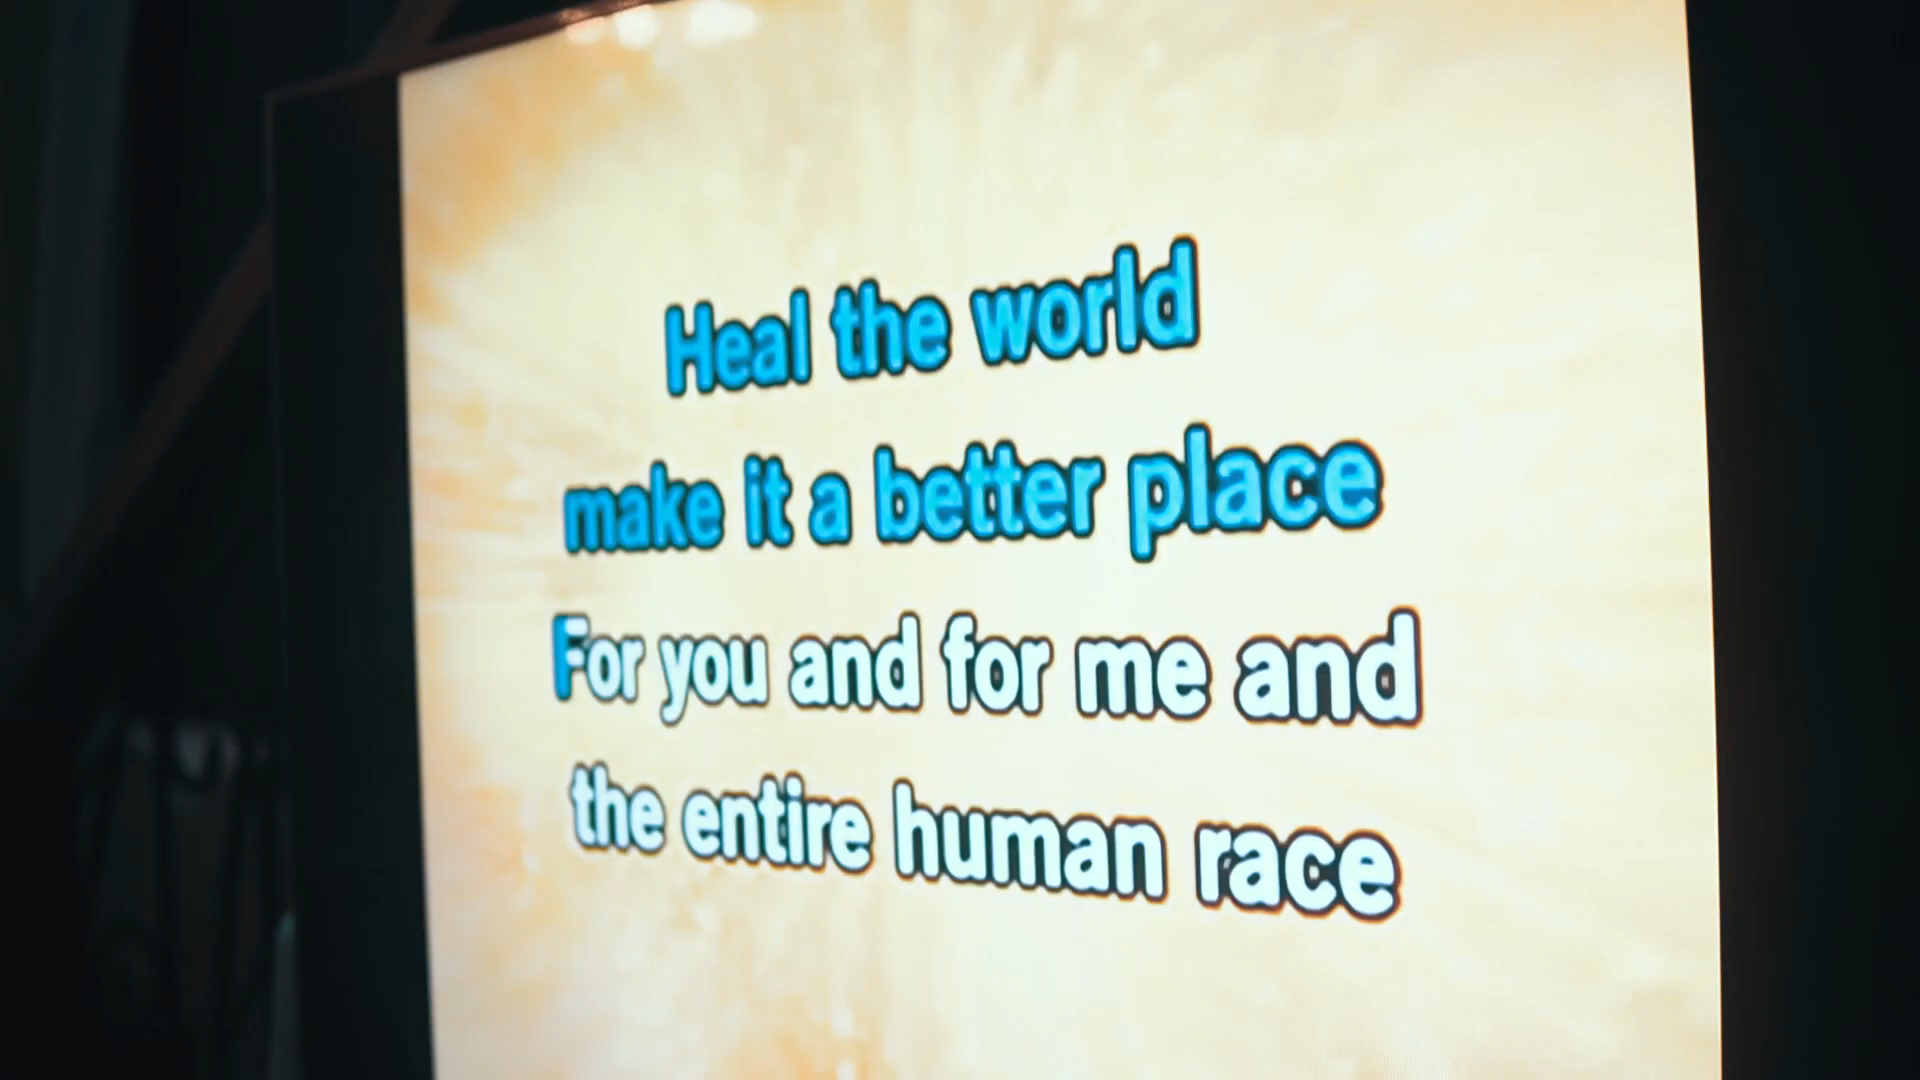 Heal the world
make it a better place
For you and for me and
the entire human race